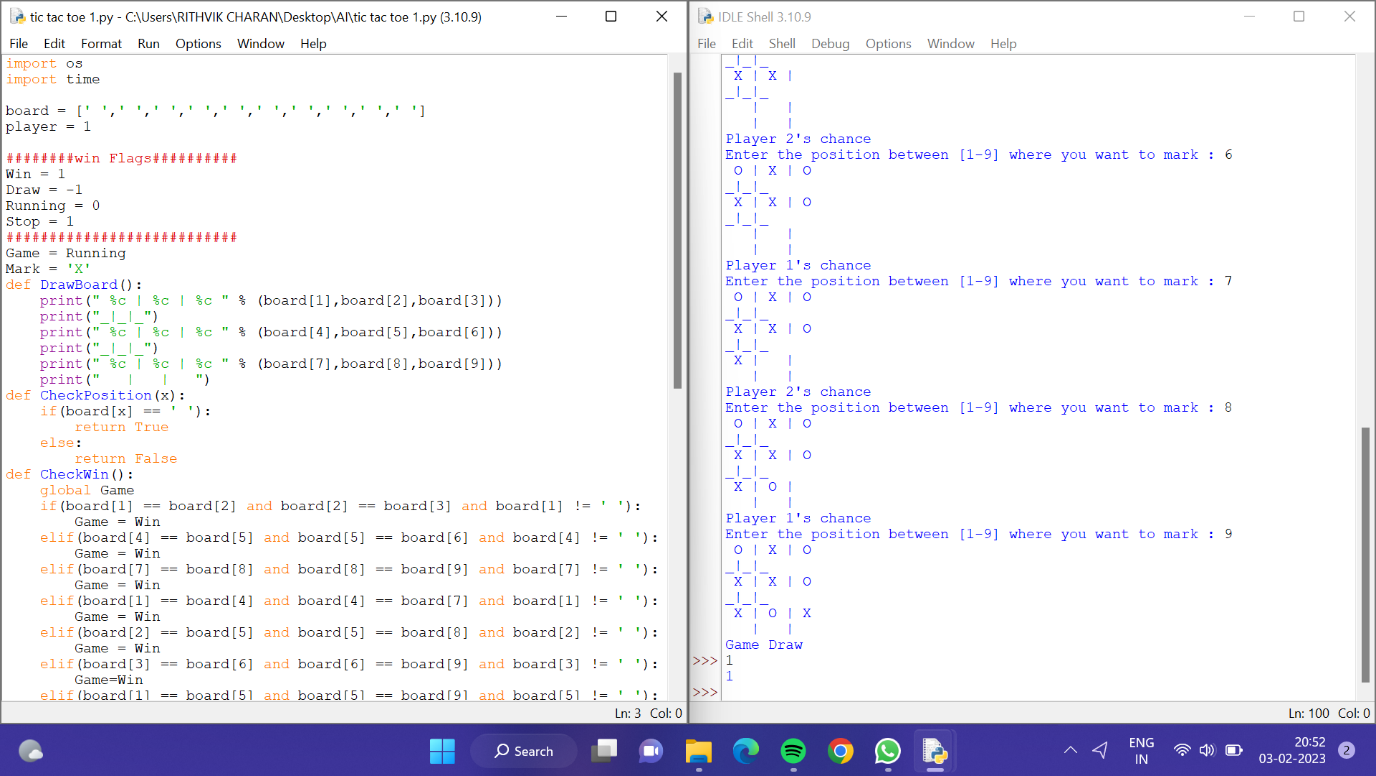 tic tac toe 1.py - C:\Users\RITHVIK CHARAN\Desktop\AI\tic tac toe 1.py (3.10.9)
File Edit Format Run Options Window Help
import os
import time
board = [' ',' ',' ',' ',' ',' ',' ',' ',' ',' ']
player = 1
########win Flags##########
Win = 1
Draw = -1
Running = 0
Stop = 1
###########################
Game = Running
Mark = 'X'
def DrawBoard():
    print(" %c | %c | %c " % (board[1],board[2],board[3]))
    print("_|_|_")
    print(" %c | %c | %c " % (board[4],board[5],board[6]))
    print("_|_|_")
    print(" %c | %c | %c " % (board[7],board[8],board[9]))
    print("   |   |   ")
def CheckPosition(x):
    if(board[x] == ' '):
        return True
    else:
        return False
def CheckWin():
    global Game
    if(board[1] == board[2] and board[2] == board[3] and board[1] != ' '):
        Game = Win
    elif(board[4] == board[5] and board[5] == board[6] and board[4] != ' '):
        Game = Win
    elif(board[7] == board[8] and board[8] == board[9] and board[7] != ' '):
        Game = Win
    elif(board[1] == board[4] and board[4] == board[7] and board[1] != ' '):
        Game = Win
    elif(board[2] == board[5] and board[5] == board[8] and board[2] != ' '):
        Game = Win
    elif(board[3] == board[6] and board[6] == board[9] and board[3] != ' '):
        Game=Win
    elif(board[1] == board[5] and board[5] == board[9] and board[5] != ' '):
Ln: 3 Col: 0
IDLE Shell 3.10.9
File Edit Shell Debug Options Window Help
_|_|_
 X | X |
_|_|_
   |   |
   |   |
Player 2's chance
Enter the position between [1-9] where you want to mark : 6
 O | X | O
_|_|_
 X | X | O
_|_|_
   |   |
   |   |
Player 1's chance
Enter the position between [1-9] where you want to mark : 7
 O | X | O
_|_|_
 X | X | O
_|_|_
 X |   |
   |   |
Player 2's chance
Enter the position between [1-9] where you want to mark : 8
 O | X | O
_|_|_
 X | X | O
_|_|_
 X | O |
   |   |
Player 1's chance
Enter the position between [1-9] where you want to mark : 9
 O | X | O
_|_|_
 X | X | O
_|_|_
 X | O | X
   |   |
Game Draw
>>> 1
1
>>>
Ln: 100 Col: 0
Search
ENG
IN
20:52
03-02-2023
2